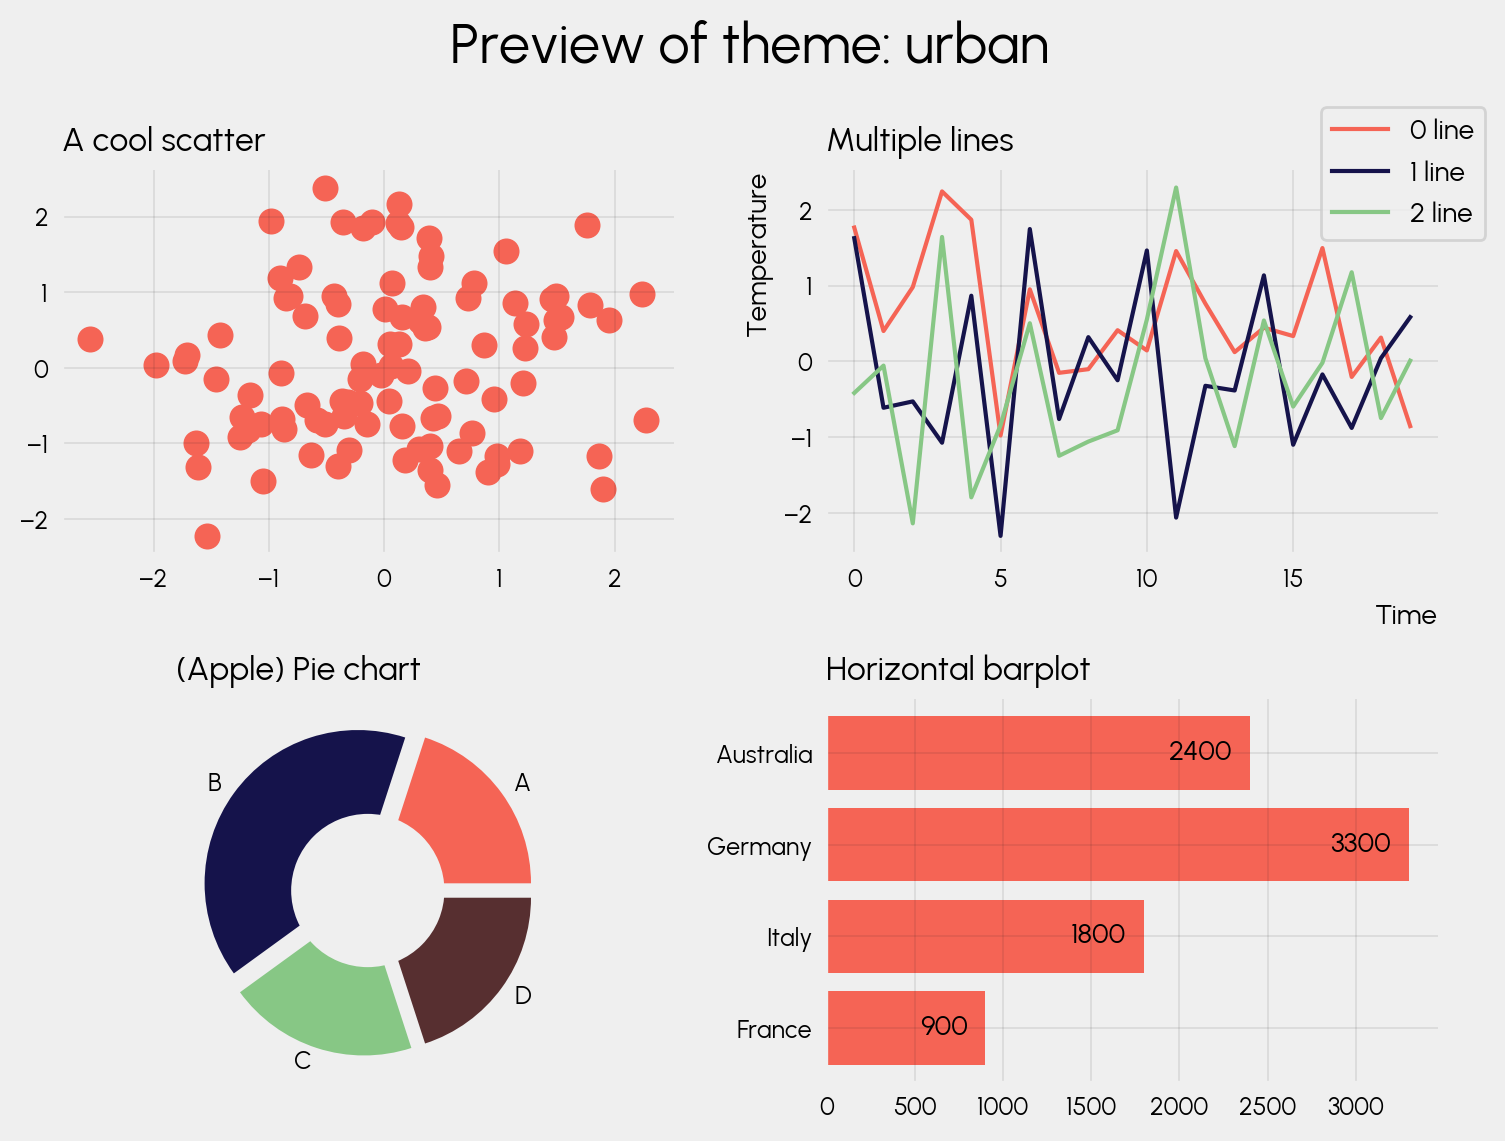 Preview of theme: urban
A cool scatter
2
1
0
−1
−2
−2 −1 0 1 2
Multiple lines
0 line
1 line
2 line
Temperature
2
1
0
−1
−2
0 5 10 15
Time
(Apple) Pie chart
B
A
D
C
Horizontal barplot
Australia 2400
Germany 3300
Italy 1800
France 900
0 500 1000 1500 2000 2500 3000